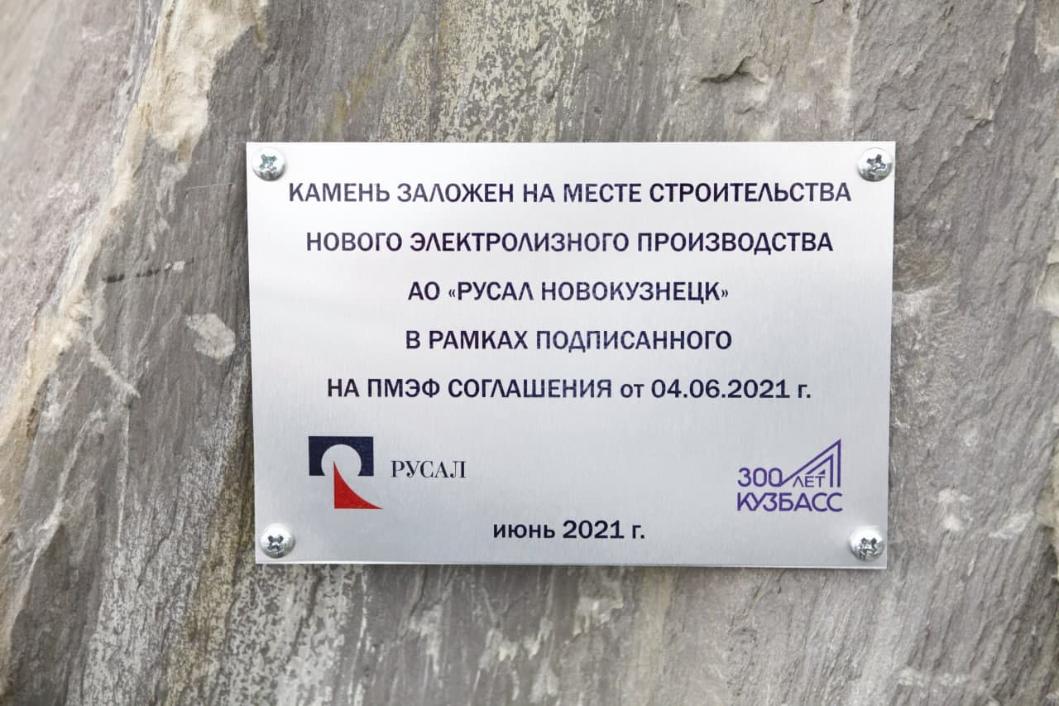 КАМЕНЬ ЗАЛОЖЕН НА МЕСТЕ СТРОИТЕЛЬСТВА
НОВОГО ЭЛЕКТРОЛИЗНОГО ПРОИЗВОДСТВА
АО «РУСАЛ НОВОКУЗНЕЦК»
В РАМКАХ ПОДПИСАННОГО
НА ПМЭФ СОГЛАШЕНИЯ от 04.06.2021 г.
РУСАЛ
300 ЛЕТ
КУЗБАСС
июнь 2021 г.